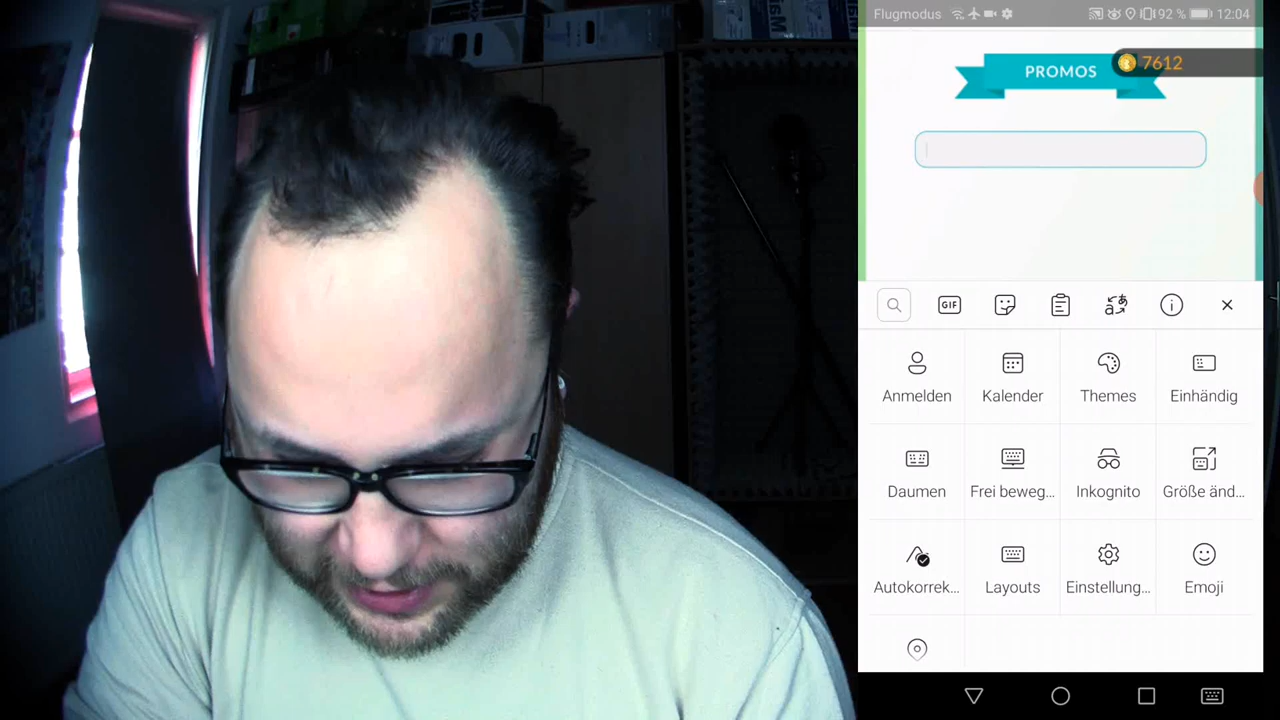 Flugmodus 92 % 12:04
PROMOS
7612
GIF
Anmelden Kalender Themes Einhändig
Daumen Frei beweg... Inkognito Größe änd...
Autokorrek... Layouts Einstellung... Emoji